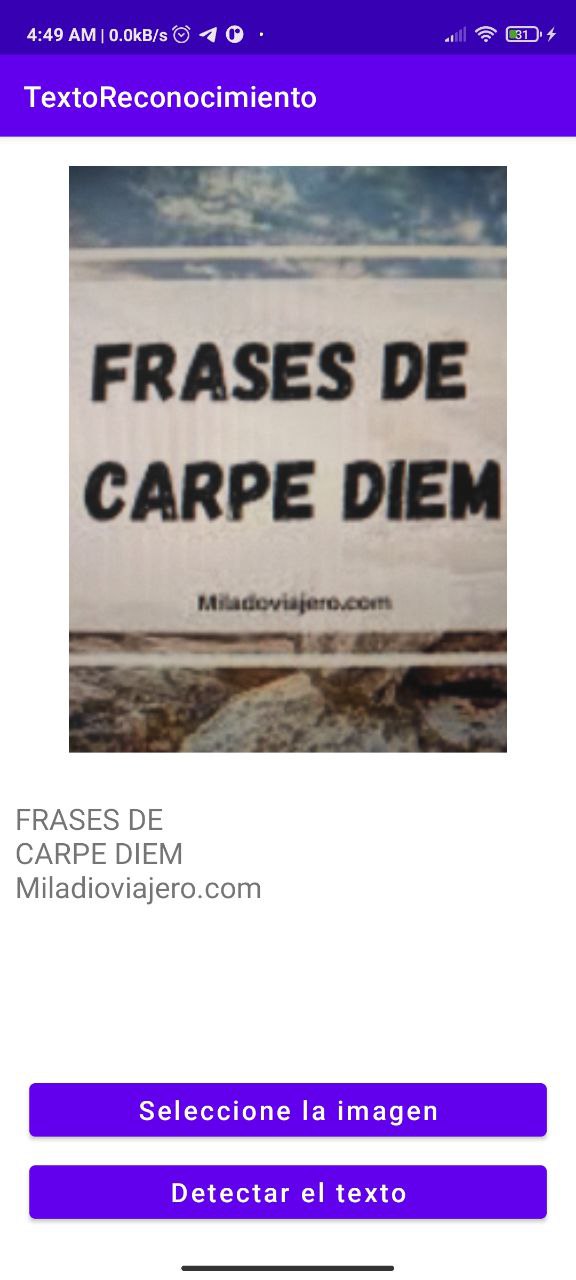 4:49 AM | 0.0kB/s
31
TextoReconocimiento
FRASES DE
CARPE DIEM
Miladoviajero.com
FRASES DE
CARPE DIEM
Miladioviajero.com
Seleccione la imagen
Detectar el texto